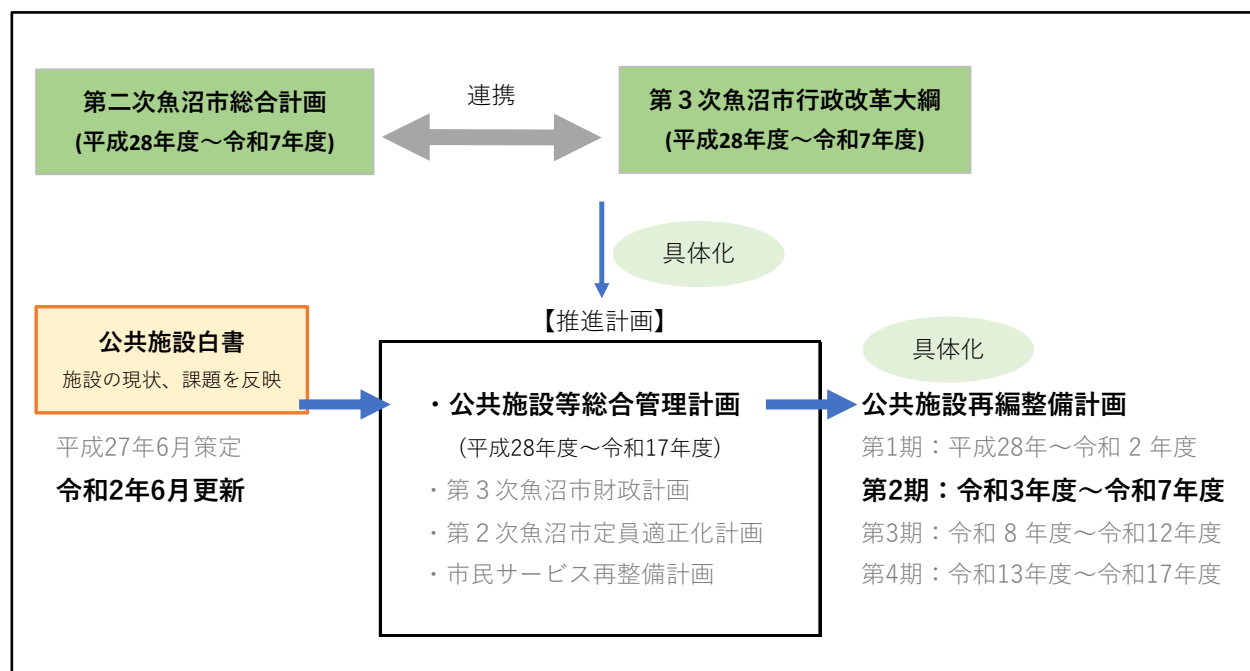 第二次魚沼市総合計画
(平成28年度～令和7年度)
連携
第３次魚沼市行政改革大綱
(平成28年度～令和7年度)
具体化
【推進計画】
公共施設白書
施設の現状、課題を反映
平成27年6月策定
令和2年6月更新
・公共施設等総合管理計画
(平成28年度～令和17年度)
・第３次魚沼市財政計画
・第２次魚沼市定員適正化計画
・市民サービス再整備計画
具体化
公共施設再編整備計画
第1期：平成28年～令和２年度
第2期：令和3年度～令和7年度
第3期：令和８年度～令和12年度
第4期：令和13年度～令和17年度